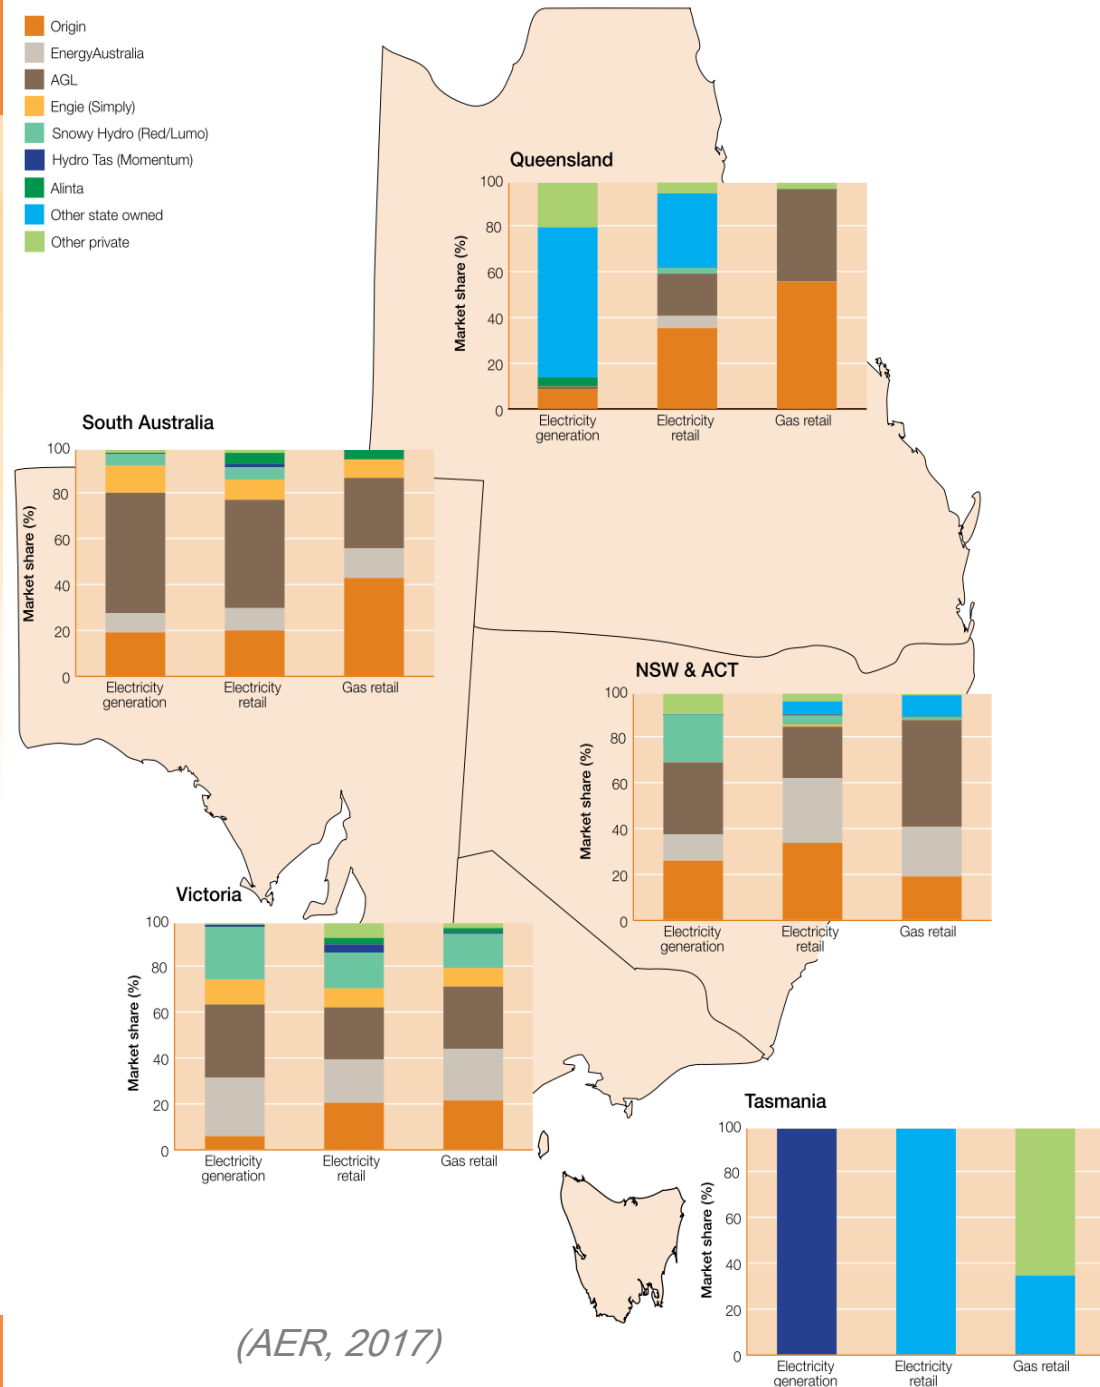 Origin
EnergyAustralia
AGL
Engie (Simply)
Snowy Hydro (Red/Lumo)
Hydro Tas (Momentum)
Alinta
Other state owned
Other private
Queensland
Market share (%)
100
80
60
40
20
0
Electricity
generation
Electricity
retail
Gas retail
South Australia
Market share (%)
100
80
60
40
20
0
Electricity
generation
Electricity
retail
Gas retail
NSW & ACT
Market share (%)
100
80
60
40
20
0
Electricity
generation
Electricity
retail
Gas retail
Victoria
Market share (%)
100
80
60
40
20
0
Electricity
generation
Electricity
retail
Gas retail
Tasmania
Market share (%)
100
80
60
40
20
0
Electricity
generation
Electricity
retail
Gas retail
(AER, 2017)